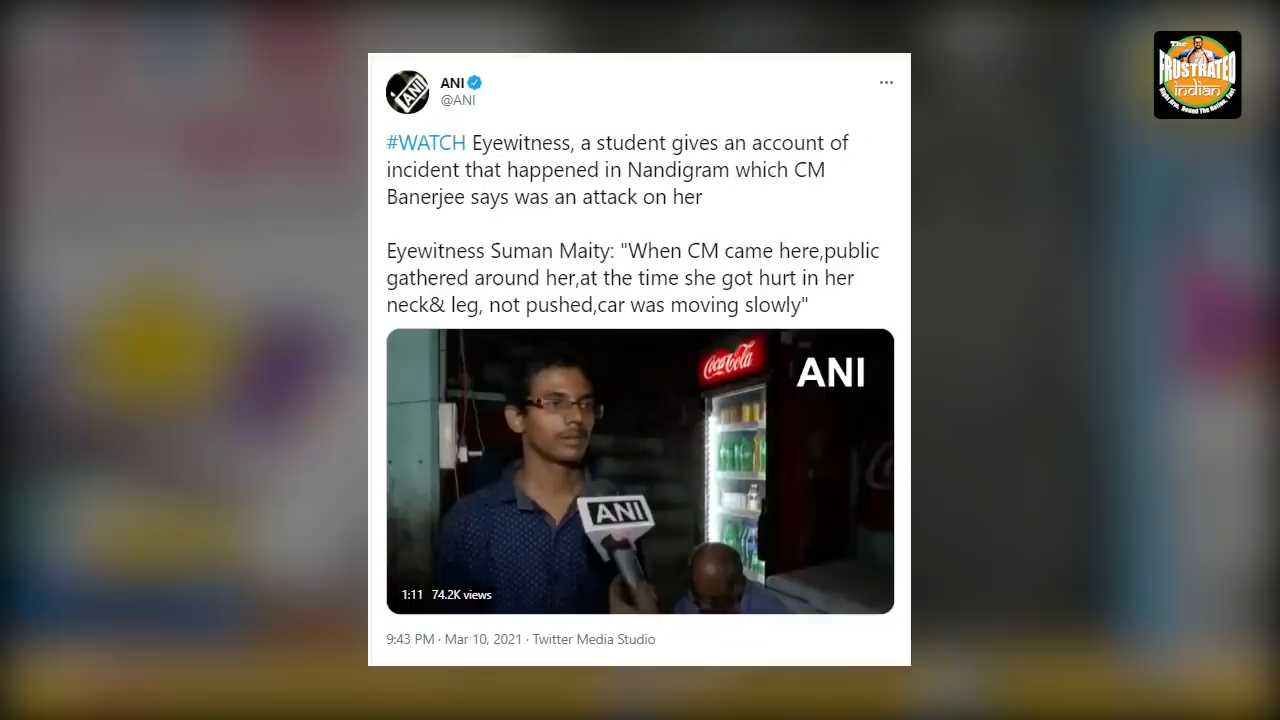 The
FRUSTRATED
indian
ANI
@ANI
#WATCH Eyewitness, a student gives an account of
incident that happened in Nandigram which CM
Banerjee says was an attack on her
Eyewitness Suman Maity: "When CM came here,public
gathered around her,at the time she got hurt in her
neck& leg, not pushed,car was moving slowly"
Coca-Cola
ANI
ANI
1:11 74.2K views
9:43 PM · Mar 10, 2021 · Twitter Media Studio